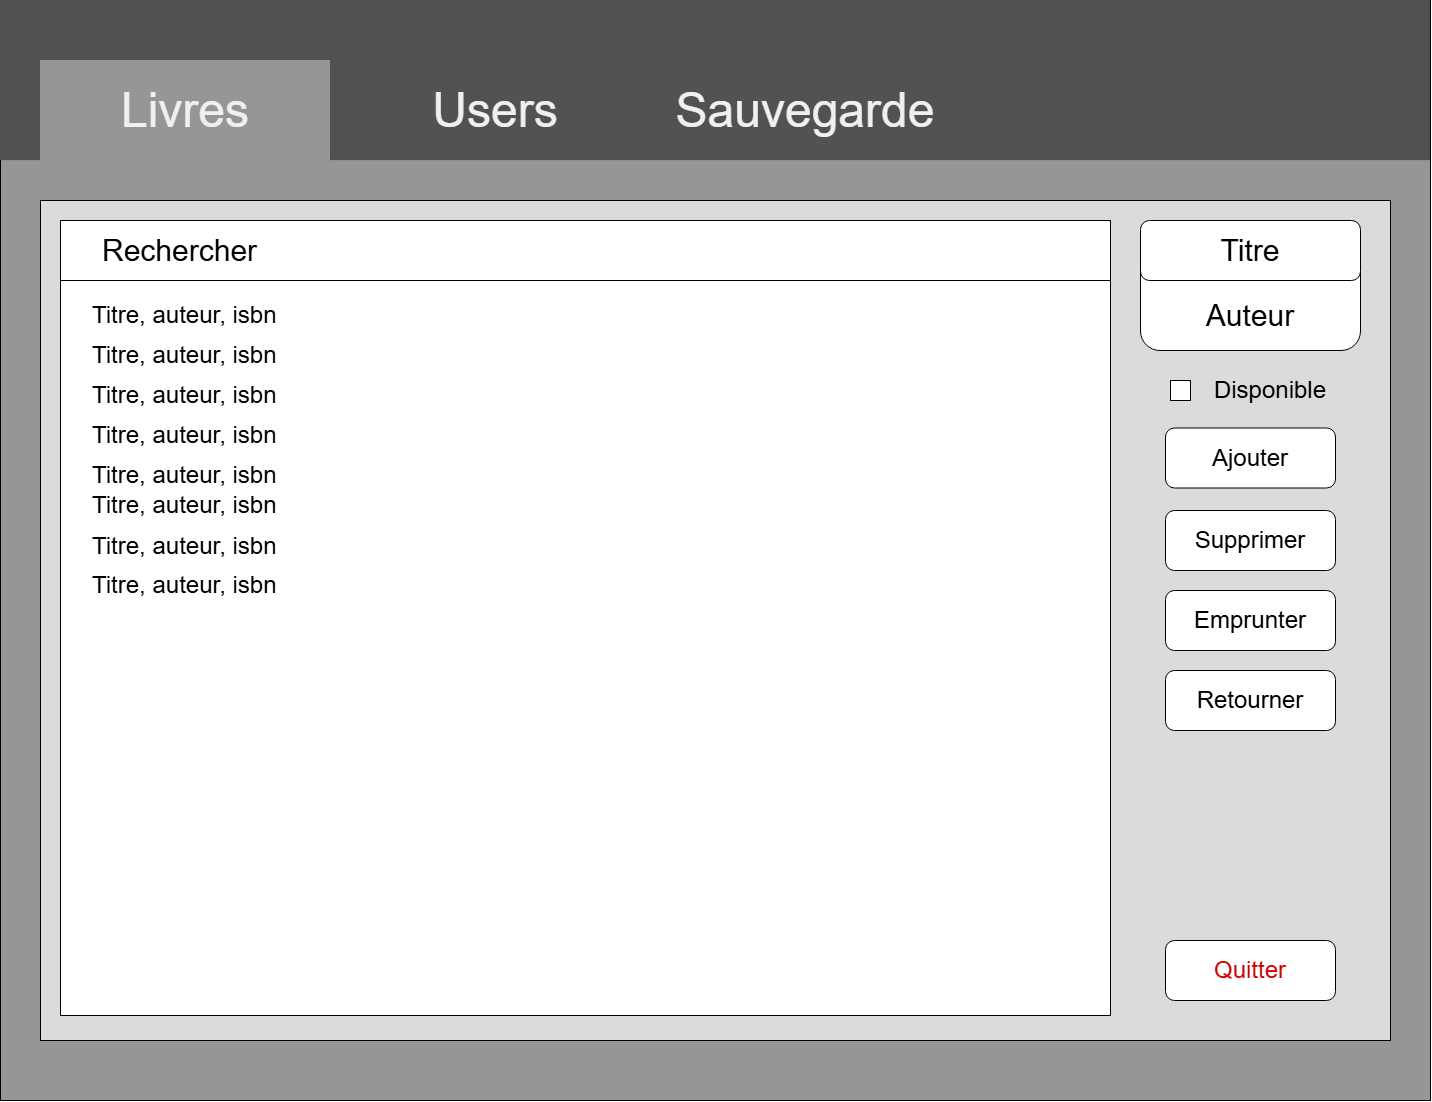 Livres
Users
Sauvegarde
Rechercher
Titre, auteur, isbn
Titre, auteur, isbn
Titre, auteur, isbn
Titre, auteur, isbn
Titre, auteur, isbn
Titre, auteur, isbn
Titre, auteur, isbn
Titre, auteur, isbn
Titre
Auteur
Disponible
Ajouter
Supprimer
Emprunter
Retourner
Quitter